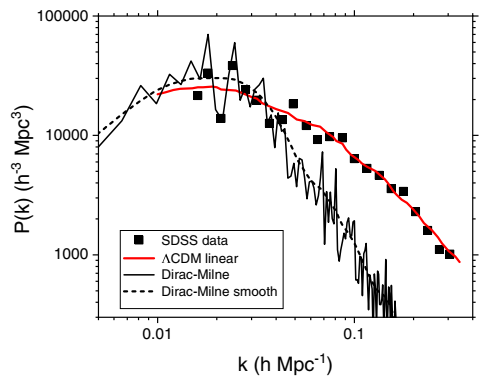 100000
10000
1000
P(k) (h⁻³ Mpc³)
SDSS data
ΛCDM linear
Dirac-Milne
Dirac-Milne smooth
0.01
0.1
k (h Mpc⁻¹)